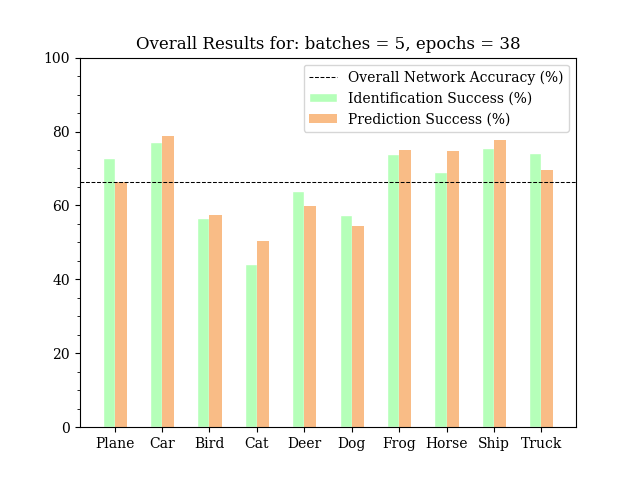 Overall Results for: batches = 5, epochs = 38
Overall Network Accuracy (%)
Identification Success (%)
Prediction Success (%)
100
80
60
40
20
0
Plane Car Bird Cat Deer Dog Frog Horse Ship Truck